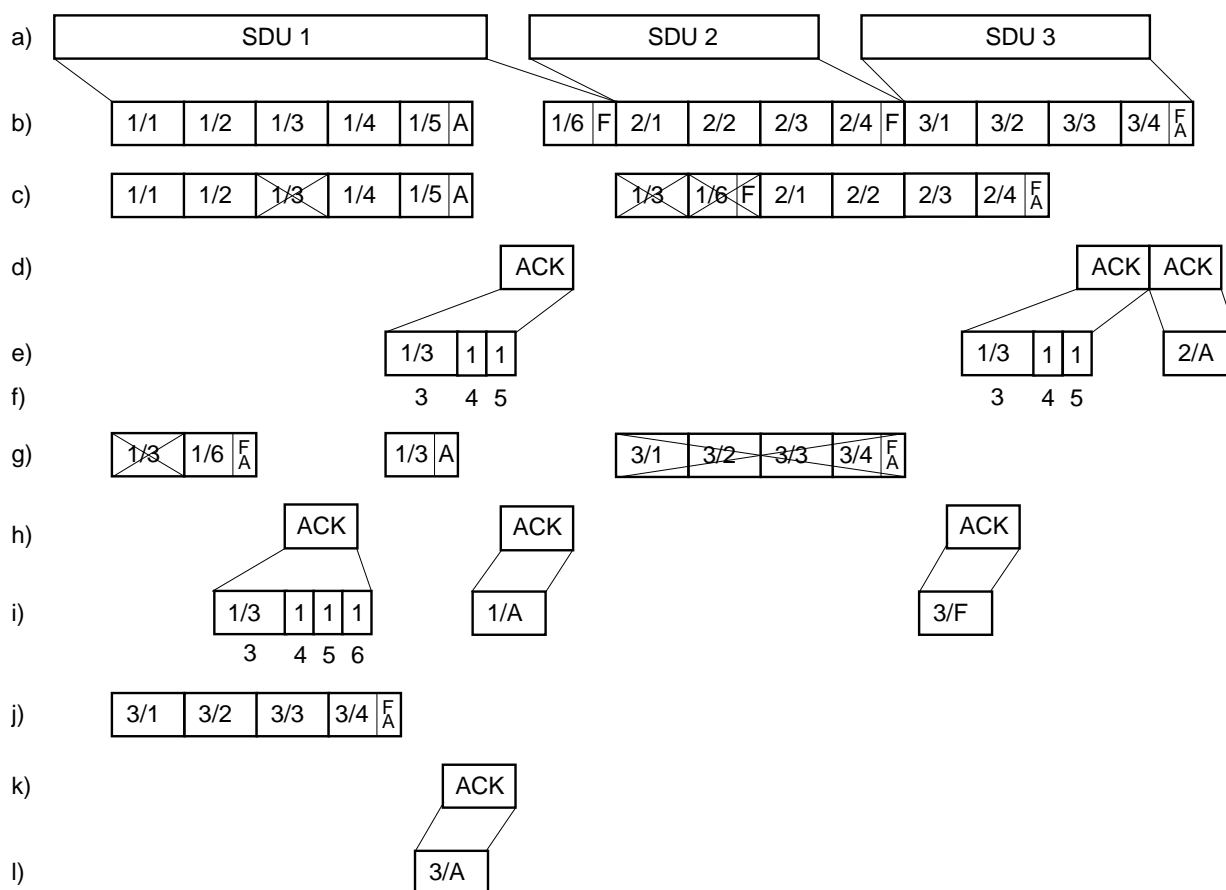 a) SDU 1 SDU 2 SDU 3
b) 1/1 1/2 1/3 1/4 1/5 A 1/6 F 2/1 2/2 2/3 2/4 F 3/1 3/2 3/3 3/4 F A
c) 1/1 1/2 1/3 1/4 1/5 A 1/3 1/6 F 2/1 2/2 2/3 2/4 F A
d) ACK ACK ACK
e) 1/3 1 1 1/3 1 1 2/A
f) 3 4 5 3 4 5
g) 1/3 1/6 F A 1/3 A 3/1 3/2 3/3 3/4 F A
h) ACK ACK ACK
i) 1/3 1 1 1 1/A 3/F
3 4 5 6
j) 3/1 3/2 3/3 3/4 F A
k) ACK
l) 3/A